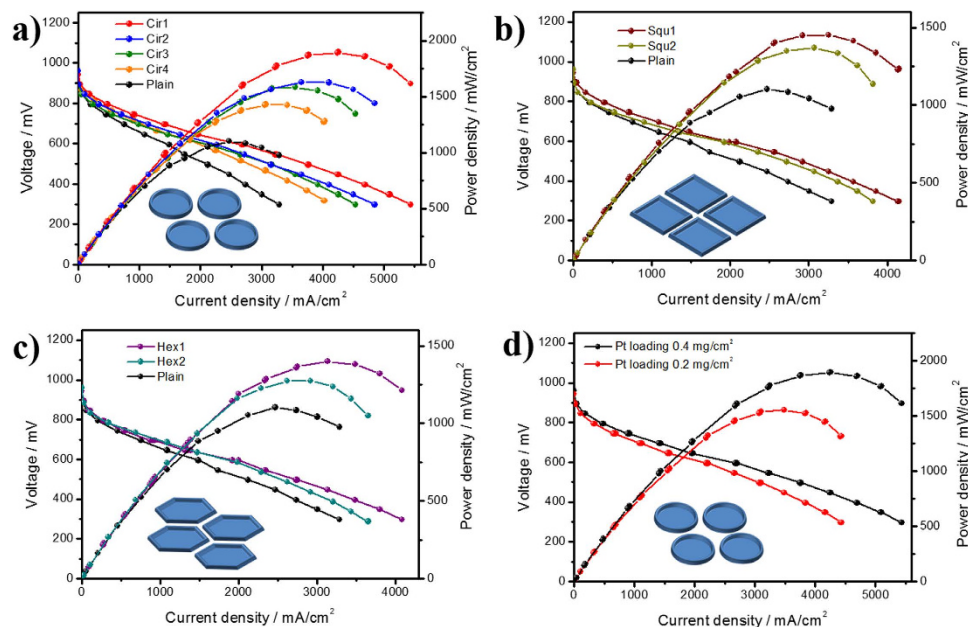 a)
Cir1
Cir2
Cir3
Cir4
Plain
Voltage / mV
1200
1000
800
600
400
200
0
0 1000 2000 3000 4000 5000
Current density / mA/cm²
2000
1500
1000
500
0
Power density / mW/cm²
b)
Squ1
Squ2
Plain
Voltage / mV
1200
1000
800
600
400
200
0
0 1000 2000 3000 4000
Current density / mA/cm²
1500
1000
500
0
Power density / mW/cm²
c)
Hex1
Hex2
Plain
Voltage / mV
1200
1000
800
600
400
200
0
0 1000 2000 3000 4000
Current density / mA/cm²
1500
1000
500
0
Power density / mW/cm²
d)
Pt loading 0.4 mg/cm²
Pt loading 0.2 mg/cm²
Voltage / mV
1200
1000
800
600
400
200
0
0 1000 2000 3000 4000 5000
Current density / mA/cm²
2000
1500
1000
500
0
Power density / mW/cm²